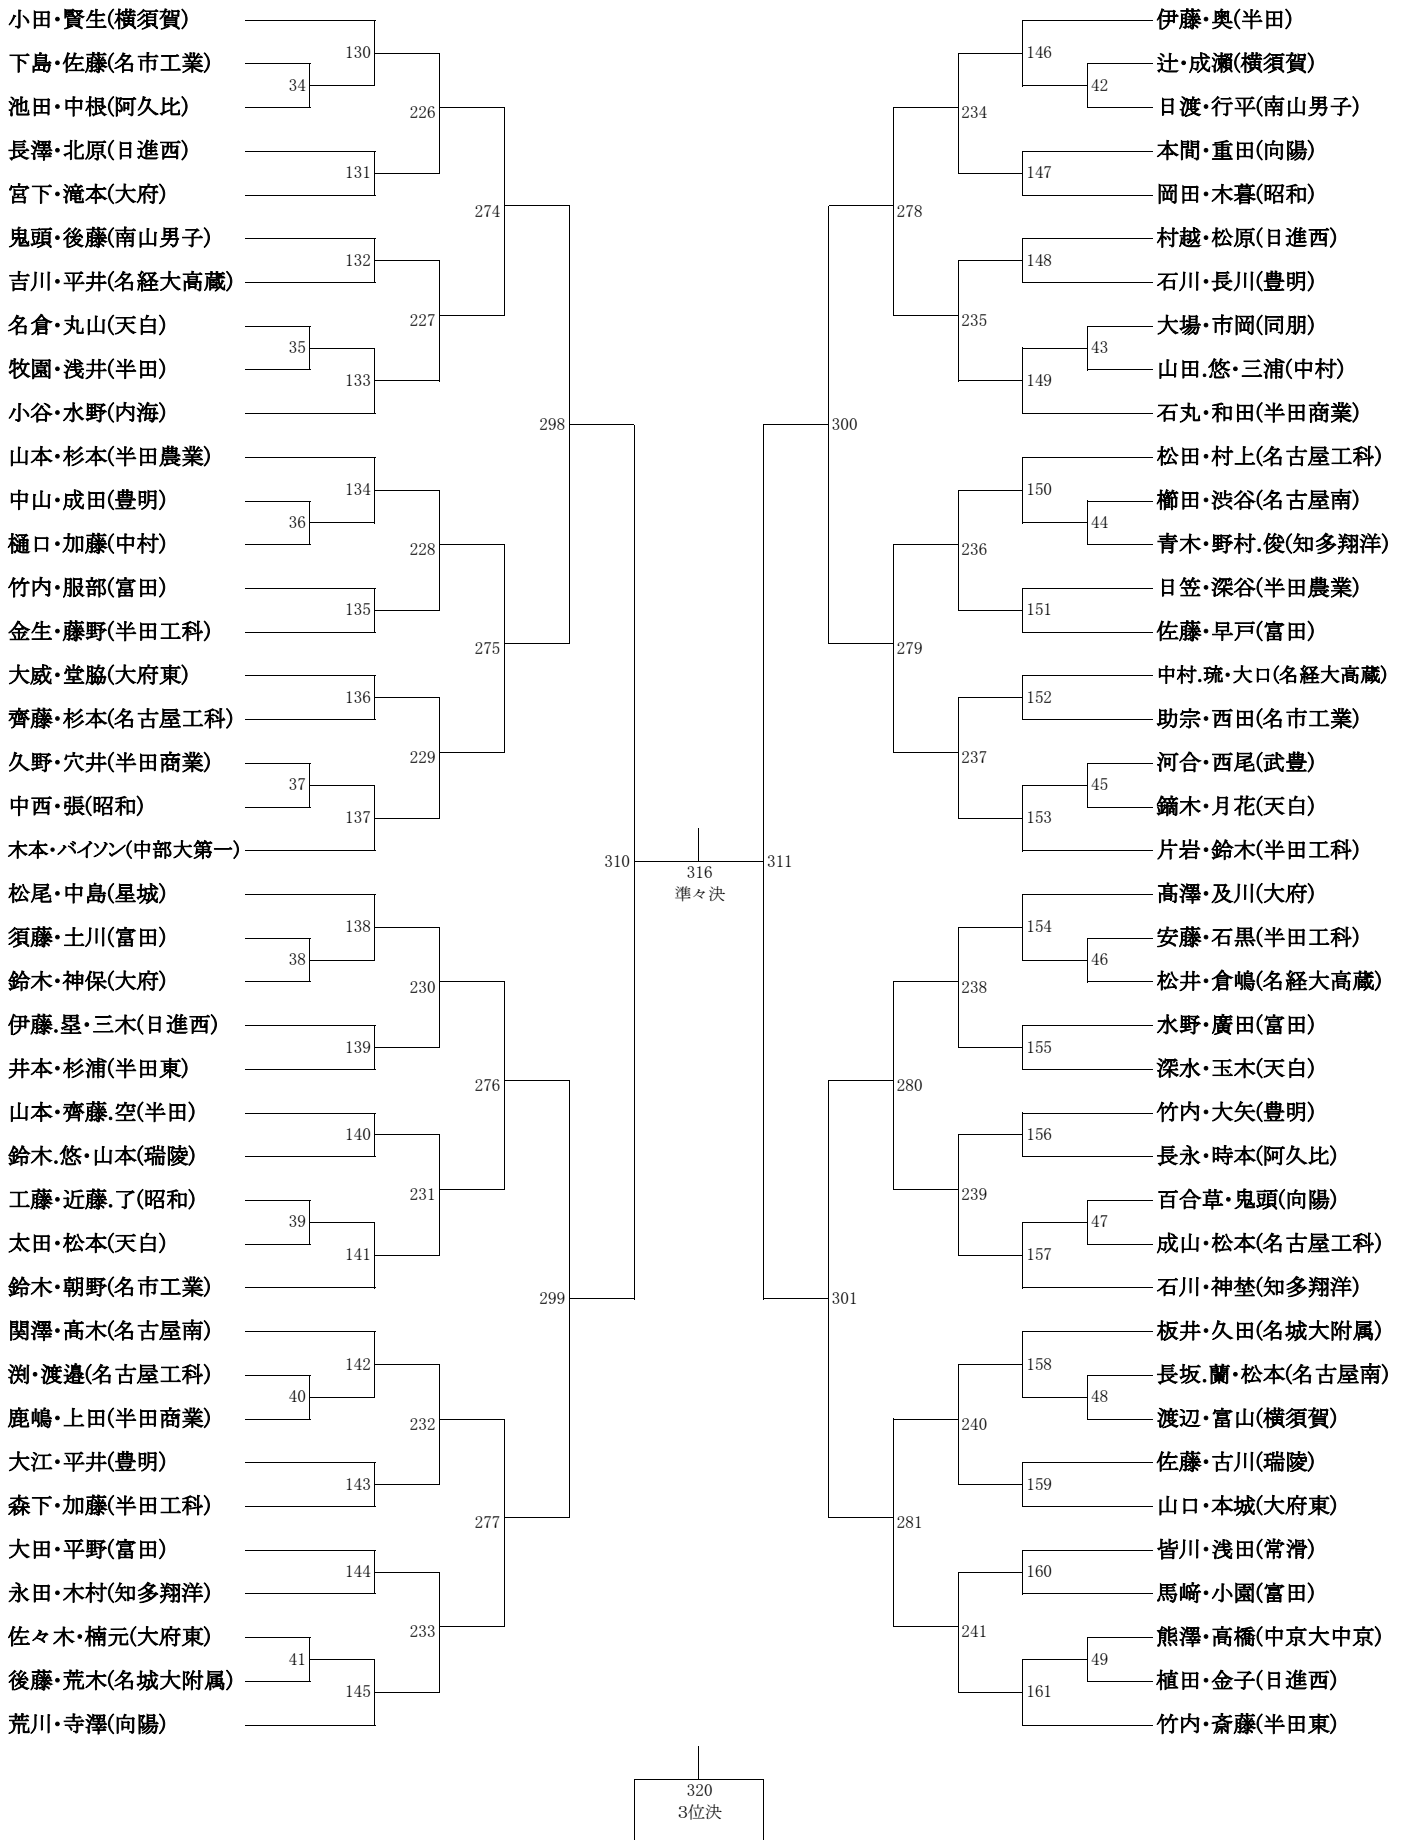 小田・賢生(横須賀)
下島・佐藤(名市工業)
池田・中根(阿久比)
長澤・北原(日進西)
宮下・滝本(大府)
鬼頭・後藤(南山男子)
吉川・平井(名経大高蔵)
名倉・丸山(天白)
牧園・浅井(半田)
小谷・水野(内海)
山本・杉本(半田農業)
中山・成田(豊明)
樋口・加藤(中村)
竹内・服部(富田)
金生・藤野(半田工科)
大威・堂脇(大府東)
齊藤・杉本(名古屋工科)
久野・穴井(半田商業)
中西・張(昭和)
木本・バイソン(中部大第一)
松尾・中島(星城)
須藤・土川(富田)
鈴木・神保(大府)
伊藤.塁・三木(日進西)
井本・杉浦(半田東)
山本・齊藤.空(半田)
鈴木.悠・山本(瑞陵)
工藤・近藤.了(昭和)
太田・松本(天白)
鈴木・朝野(名市工業)
関澤・髙木(名古屋南)
渕・渡邉(名古屋工科)
鹿嶋・上田(半田商業)
大江・平井(豊明)
森下・加藤(半田工科)
大田・平野(富田)
永田・木村(知多翔洋)
佐々木・楠元(大府東)
後藤・荒木(名城大附属)
荒川・寺澤(向陽)
34
35
36
37
38
39
40
41
130
131
132
133
134
135
136
137
138
139
140
141
142
143
144
145
226
227
228
229
230
231
232
233
274
275
276
277
298
299
310
316
準々決
311
300
301
278
279
280
281
234
235
236
237
238
239
240
241
146
147
148
149
150
151
152
153
154
155
156
157
158
159
160
161
42
43
44
45
46
47
48
49
伊藤・奥(半田)
辻・成瀬(横須賀)
日渡・行平(南山男子)
本間・重田(向陽)
岡田・木暮(昭和)
村越・松原(日進西)
石川・長川(豊明)
大場・市岡(同朋)
山田.悠・三浦(中村)
石丸・和田(半田商業)
松田・村上(名古屋工科)
櫛田・渋谷(名古屋南)
青木・野村.俊(知多翔洋)
日笠・深谷(半田農業)
佐藤・早戸(富田)
中村.琉・大口(名経大高蔵)
助宗・西田(名市工業)
河合・西尾(武豊)
鏑木・月花(天白)
片岩・鈴木(半田工科)
髙澤・及川(大府)
安藤・石黒(半田工科)
松井・倉嶋(名経大高蔵)
水野・廣田(富田)
深水・玉木(天白)
竹内・大矢(豊明)
長永・時本(阿久比)
百合草・鬼頭(向陽)
成山・松本(名古屋工科)
石川・神埜(知多翔洋)
板井・久田(名城大附属)
長坂.蘭・松本(名古屋南)
渡辺・富山(横須賀)
佐藤・古川(瑞陵)
山口・本城(大府東)
皆川・浅田(常滑)
馬﨑・小園(富田)
熊澤・高橋(中京大中京)
植田・金子(日進西)
竹内・斎藤(半田東)
320
3位決